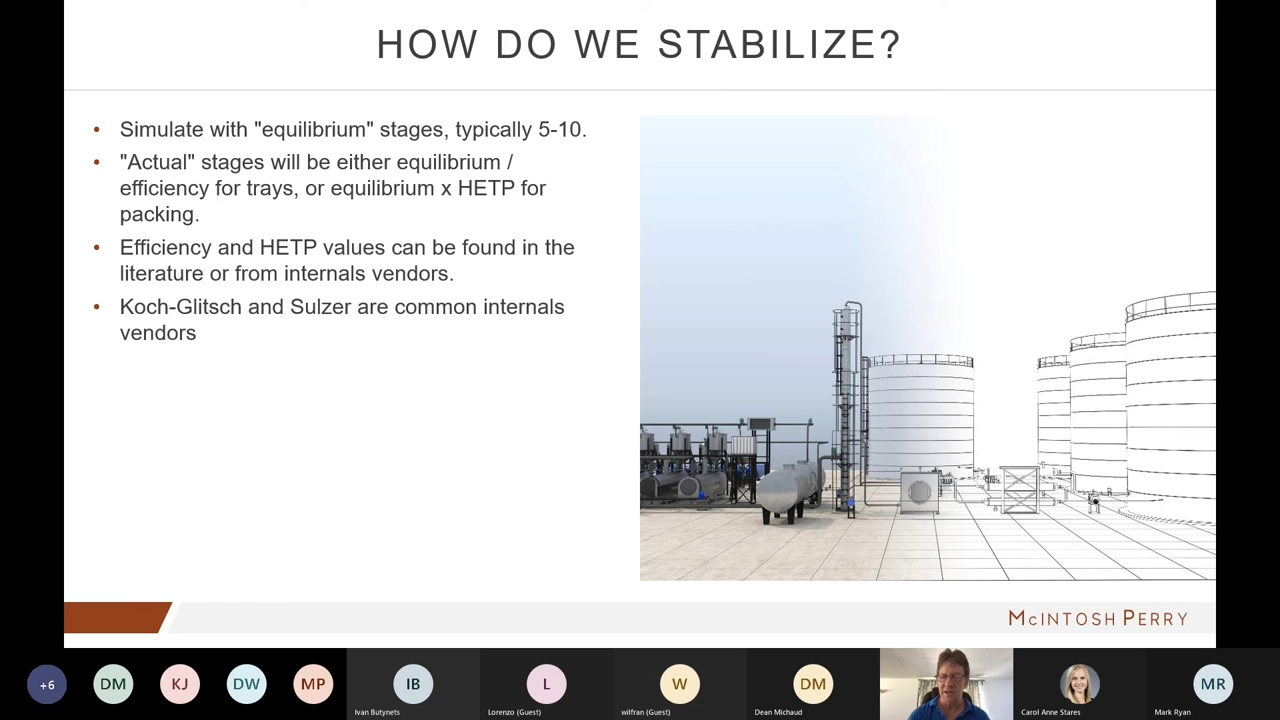 HOW DO WE STABILIZE?
• Simulate with "equilibrium" stages, typically 5-10.
• "Actual" stages will be either equilibrium /
efficiency for trays, or equilibrium x HETP for
packing.
• Efficiency and HETP values can be found in the
literature or from internals vendors.
• Koch-Glitsch and Sulzer are common internals
vendors
MCINTOSH PERRY
+6
DM
KJ
DW
MP
IB
L
W
DM
MR
Ivan Butynets
Lorenzo (Guest)
wilfran (Guest)
Dean Michaud
Carol Anne Stares
Mark Ryan